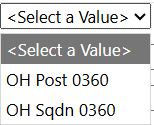 <Select a Value>
<Select a Value>
OH Post 0360
OH Sqdn 0360